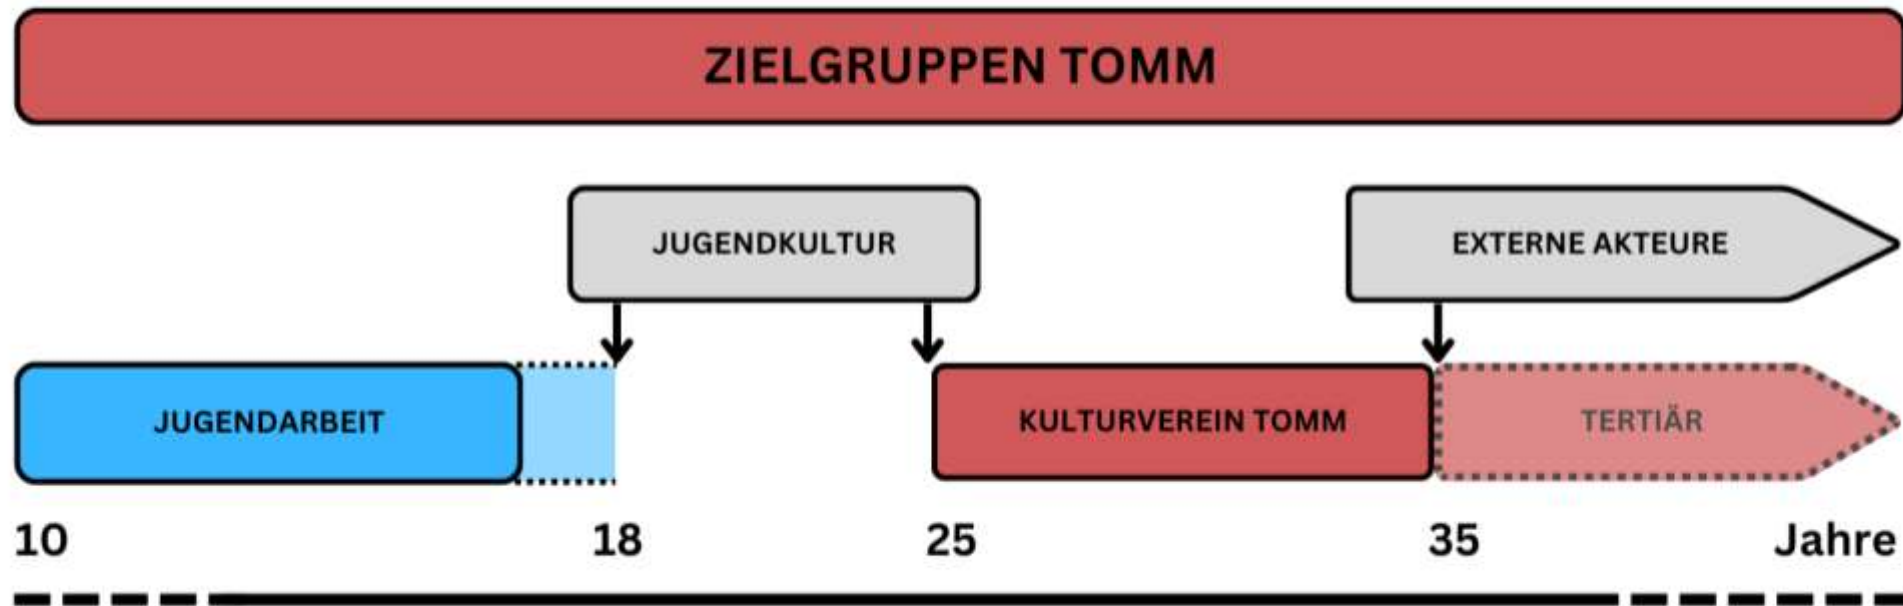 ZIELGRUPPEN TOMM
JUGENDKULTUR
EXTERNE AKTEURE
JUGENDARBEIT
KULTURVEREIN TOMM
TERTIÄR
10
18
25
35
Jahre